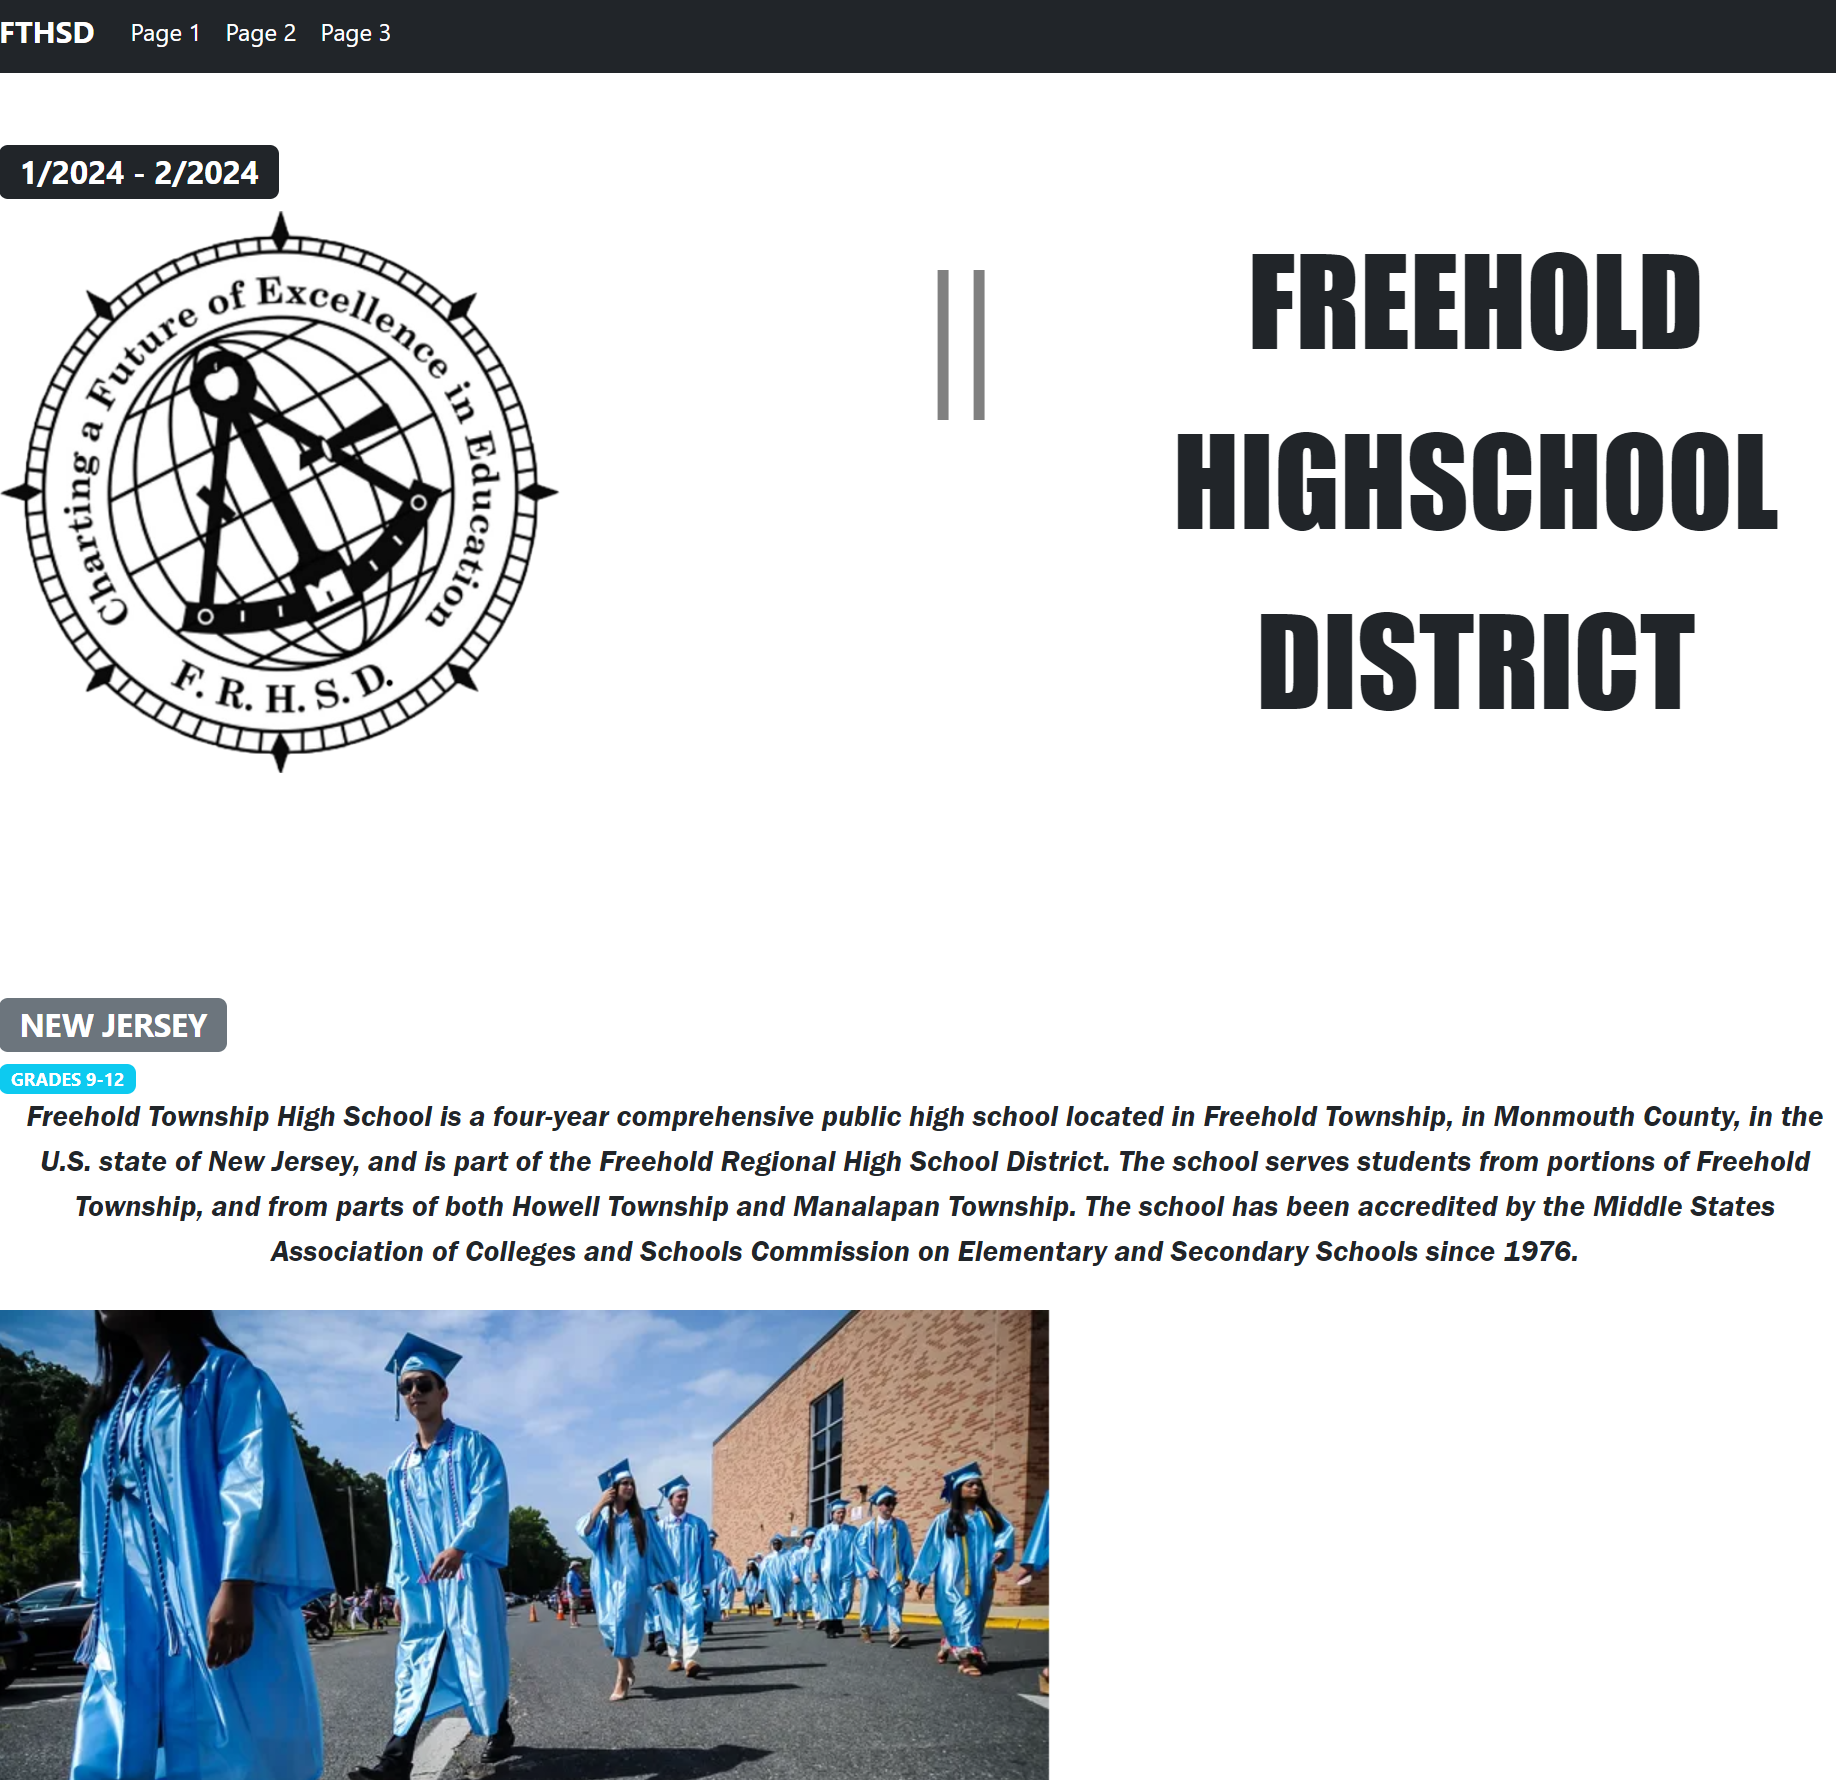 FTHSD Page 1 Page 2 Page 3
1/2024 - 2/2024
Charting a Future of Excellence in Education
F. R. H. S. D.
FREEHOLD
HIGHSCHOOL
DISTRICT
NEW JERSEY
GRADES 9-12
Freehold Township High School is a four-year comprehensive public high school located in Freehold Township, in Monmouth County, in the
U.S. state of New Jersey, and is part of the Freehold Regional High School District. The school serves students from portions of Freehold
Township, and from parts of both Howell Township and Manalapan Township. The school has been accredited by the Middle States
Association of Colleges and Schools Commission on Elementary and Secondary Schools since 1976.